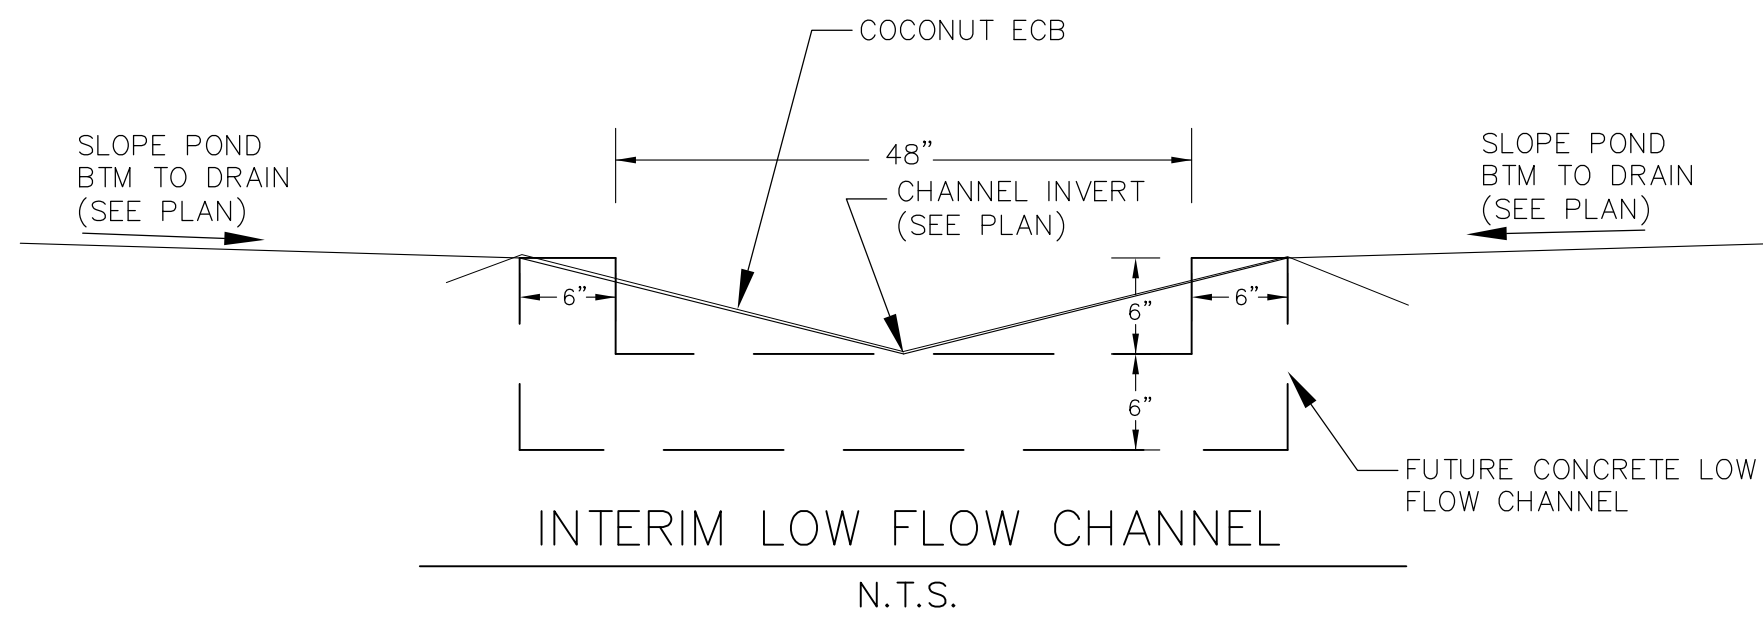 COCONUT ECB
SLOPE POND
BTM TO DRAIN
(SEE PLAN)
48”
CHANNEL INVERT
(SEE PLAN)
SLOPE POND
BTM TO DRAIN
(SEE PLAN)
6”
6”
6”
6”
FUTURE CONCRETE LOW
FLOW CHANNEL
INTERIM LOW FLOW CHANNEL
N.T.S.